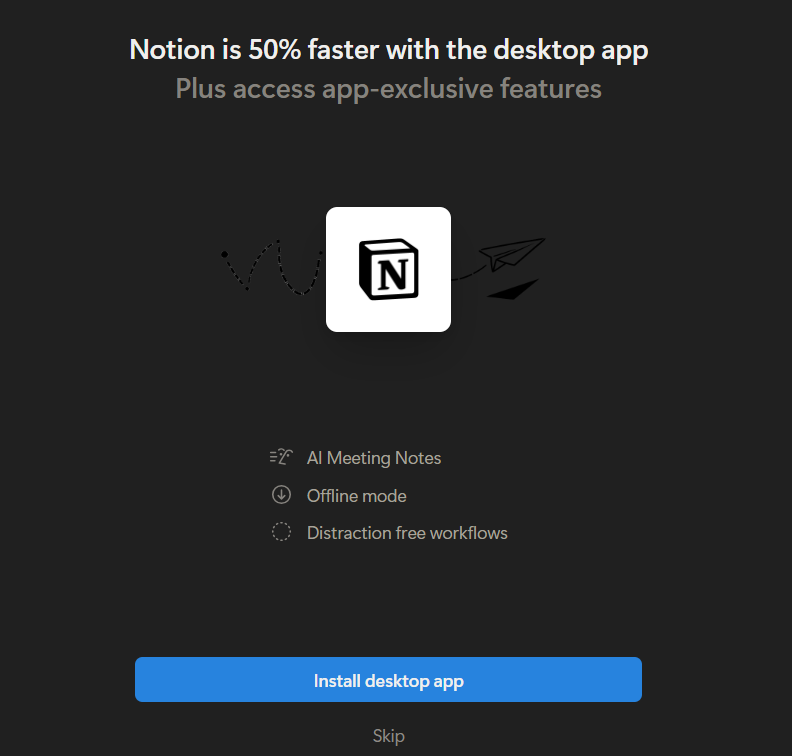 Notion is 50% faster with the desktop app
Plus access app-exclusive features
N
AI Meeting Notes
Offline mode
Distraction free workflows
Install desktop app
Skip